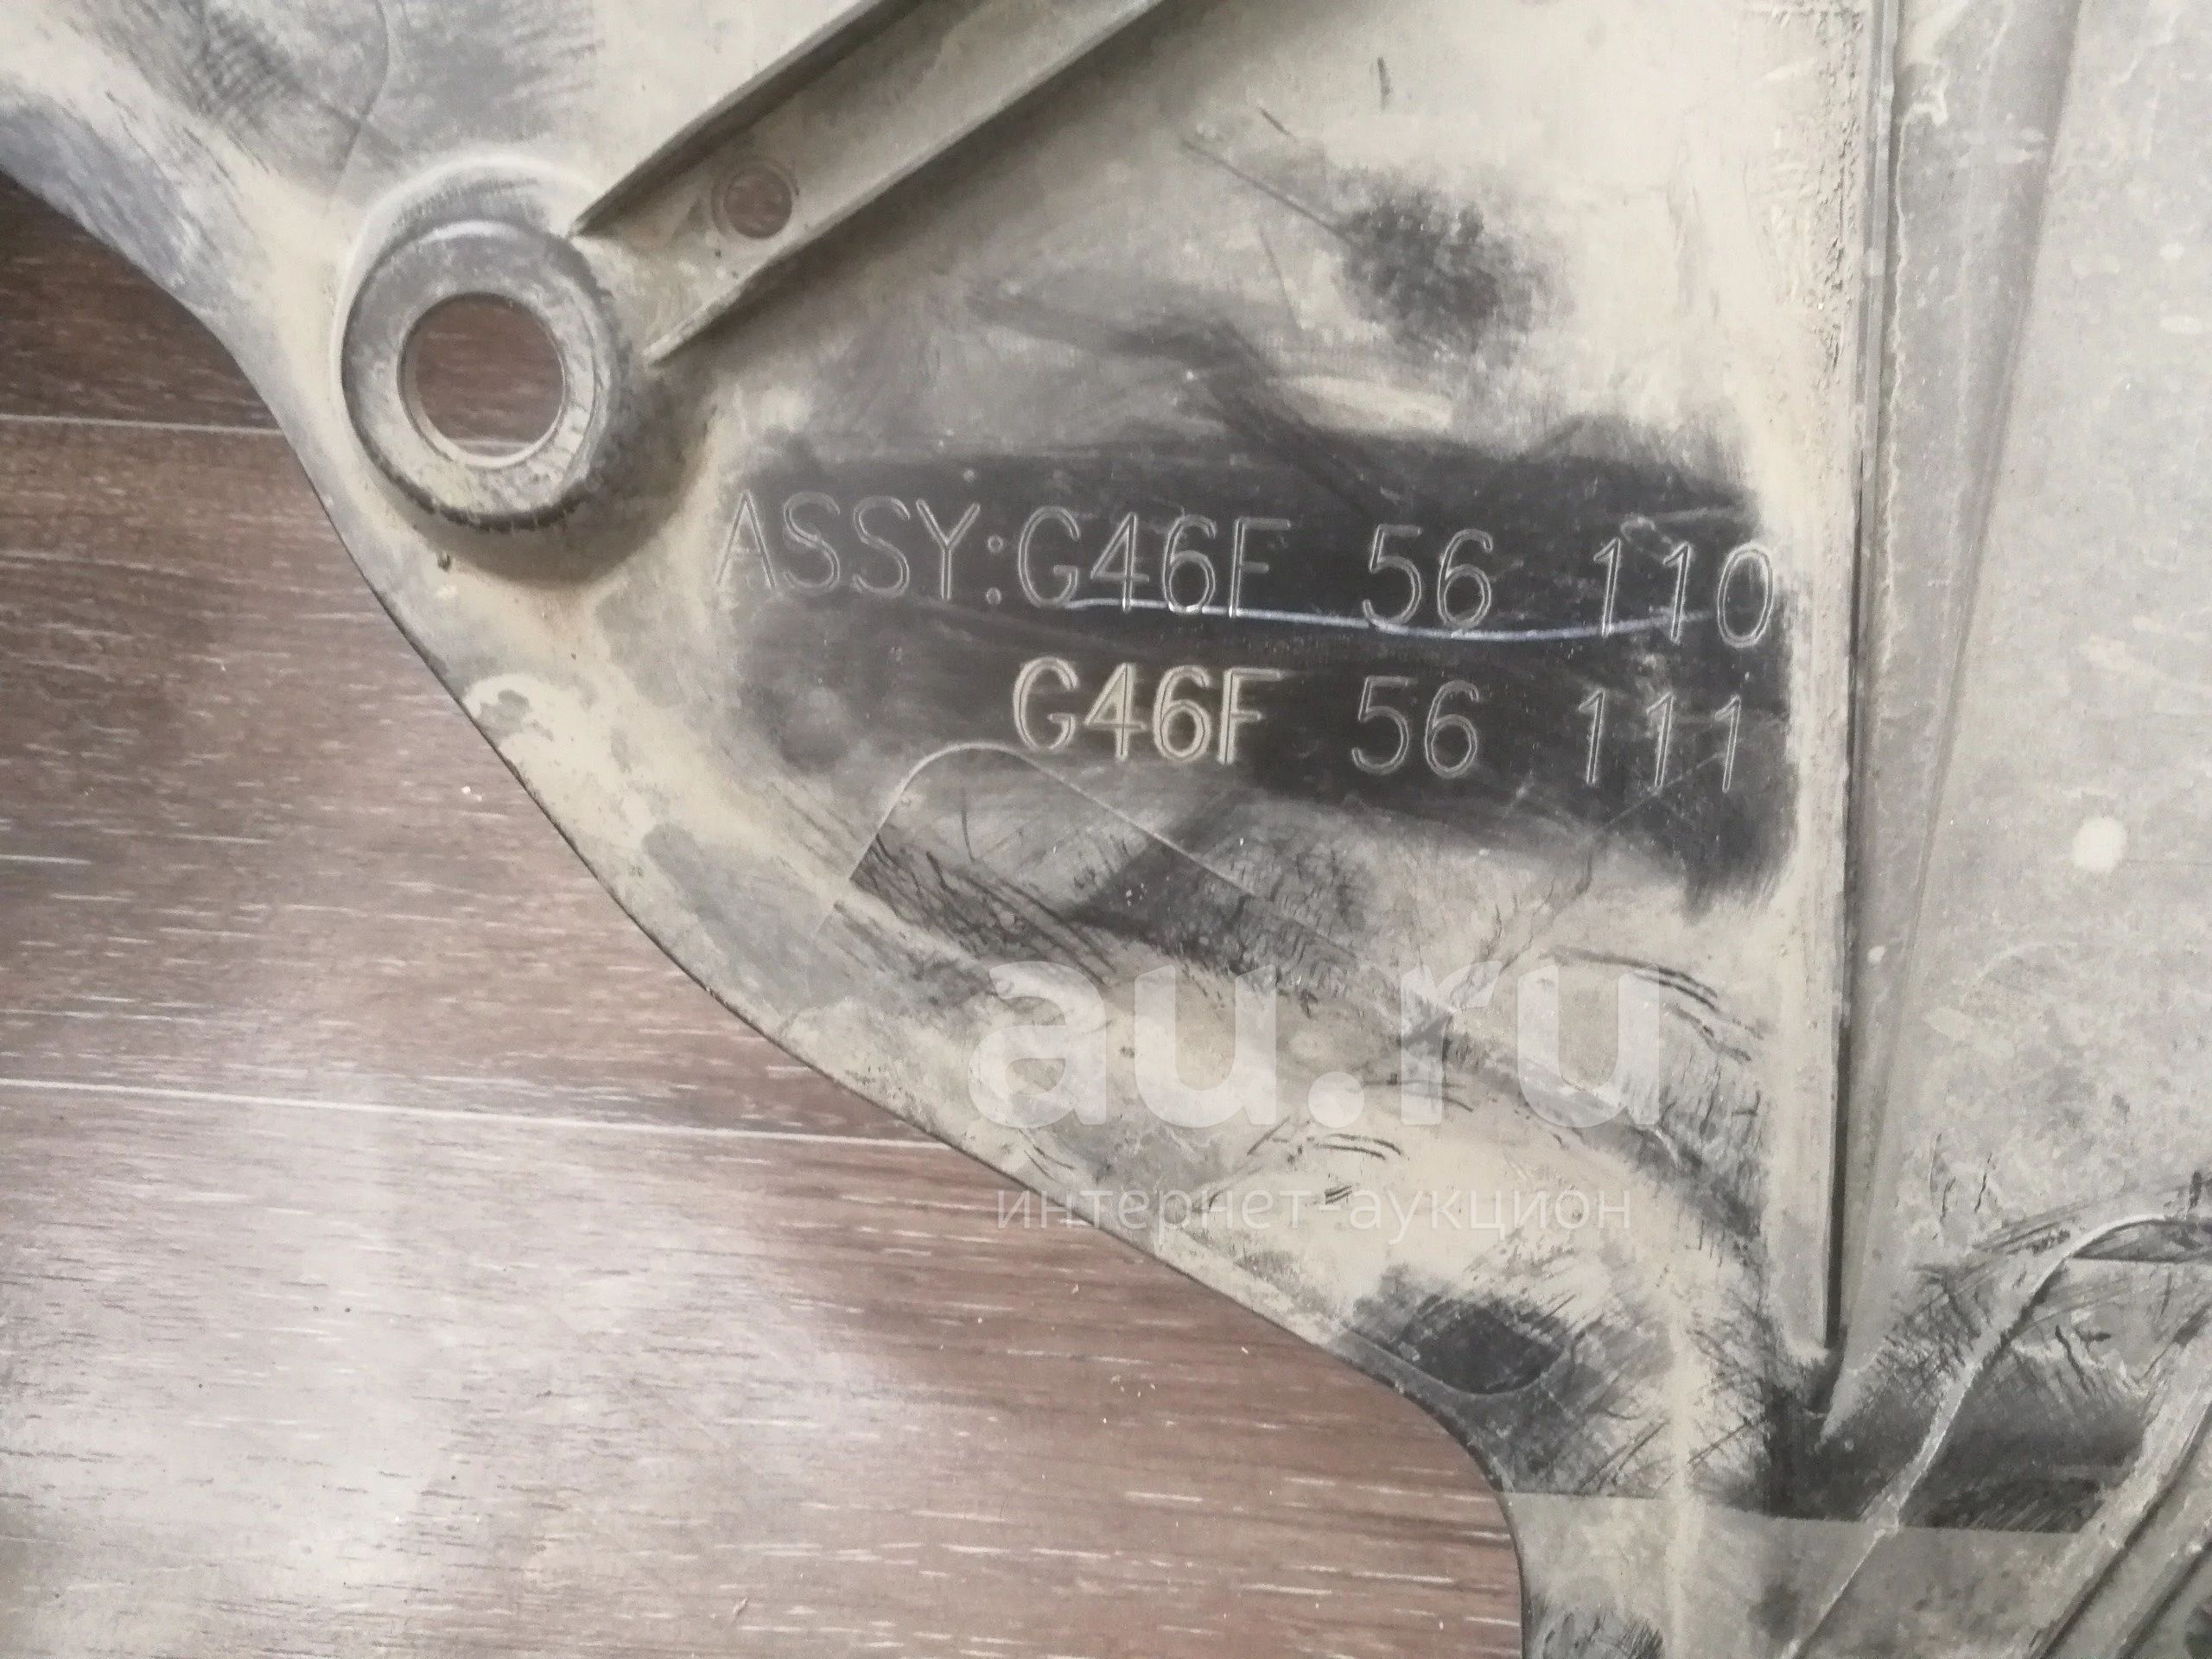 ASSY:G46F 56 110
G46F 56 111
au.ru
интернет-аукцион